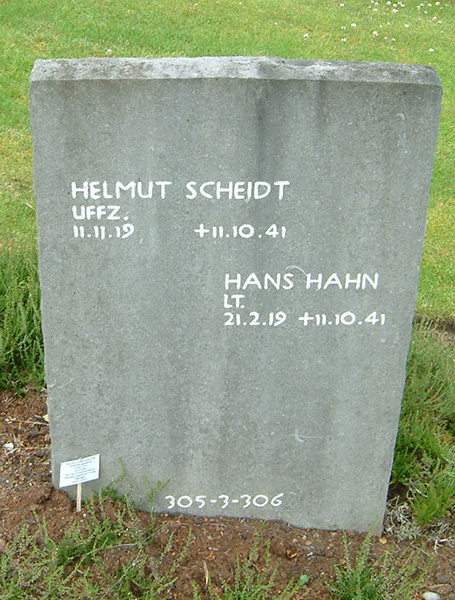 HELMUT SCHEIDT
UFFZ.
11.11.19 +11.10.41
HANS HAHN
LT.
21.2.19 +11.10.41
305-3-306